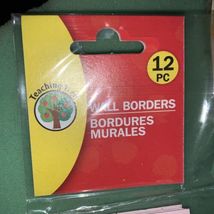 12
PC
Teaching Tree
WALL BORDERS
BORDURES
MURALES